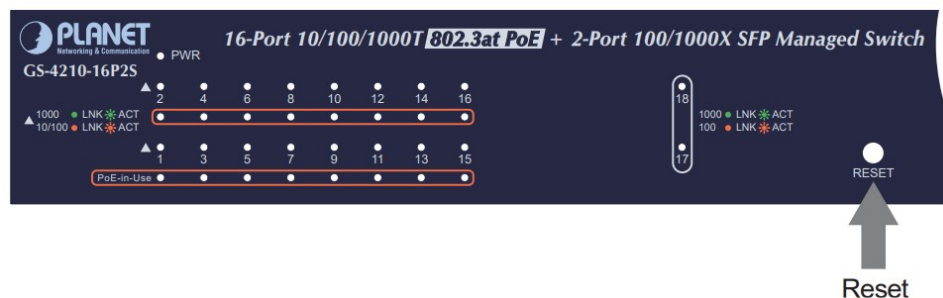 PLANET
Networking & Communication
PWR
16-Port 10/100/1000T 802.3at PoE + 2-Port 100/1000X SFP Managed Switch
GS-4210-16P2S
2 4 6 8 10 12 14 16
1000 LNK ACT
10/100 LNK ACT
1 3 5 7 9 11 13 15
PoE-in-Use
18
1000 LNK ACT
100 LNK ACT
17
RESET
Reset